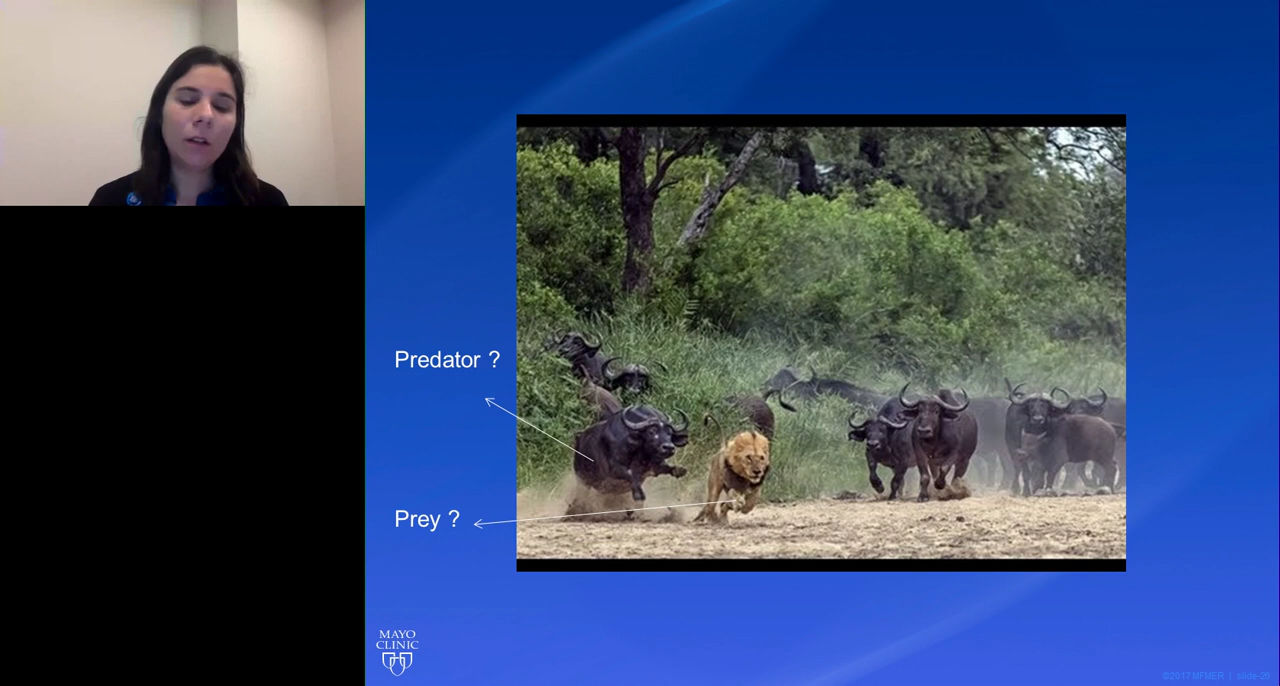 Predator ?
Prey ?
MAYO
CLINIC
©2017 MFMER | slide-26